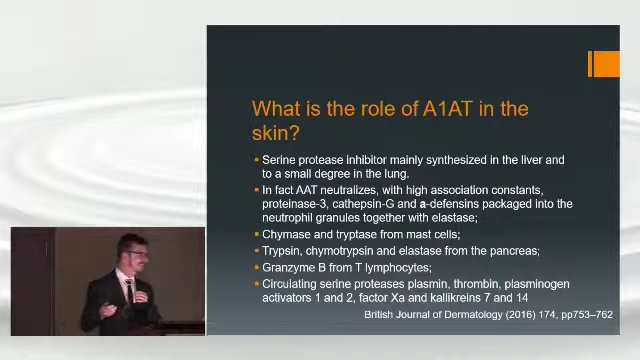 What is the role of A1AT in the
skin?
Serine protease inhibitor mainly synthesized in the liver and
to a small degree in the lung.
In fact AAT neutralizes, with high association constants,
proteinase-3, cathepsin-G and a-defensins packaged into the
neutrophil granules together with elastase;
Chymase and tryptase from mast cells;
Trypsin, chymotrypsin and elastase from the pancreas;
Granzyme B from T lymphocytes;
Circulating serine proteases plasmin, thrombin, plasminogen
activators 1 and 2, factor Xa and kallikreins 7 and 14
British Journal of Dermatology (2016) 174, pp753–762